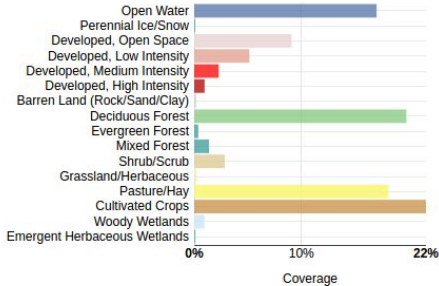 Open Water
Perennial Ice/Snow
Developed, Open Space
Developed, Low Intensity
Developed, Medium Intensity
Developed, High Intensity
Barren Land (Rock/Sand/Clay)
Deciduous Forest
Evergreen Forest
Mixed Forest
Shrub/Scrub
Grassland/Herbaceous
Pasture/Hay
Cultivated Crops
Woody Wetlands
Emergent Herbaceous Wetlands
0% 10% 22%
Coverage